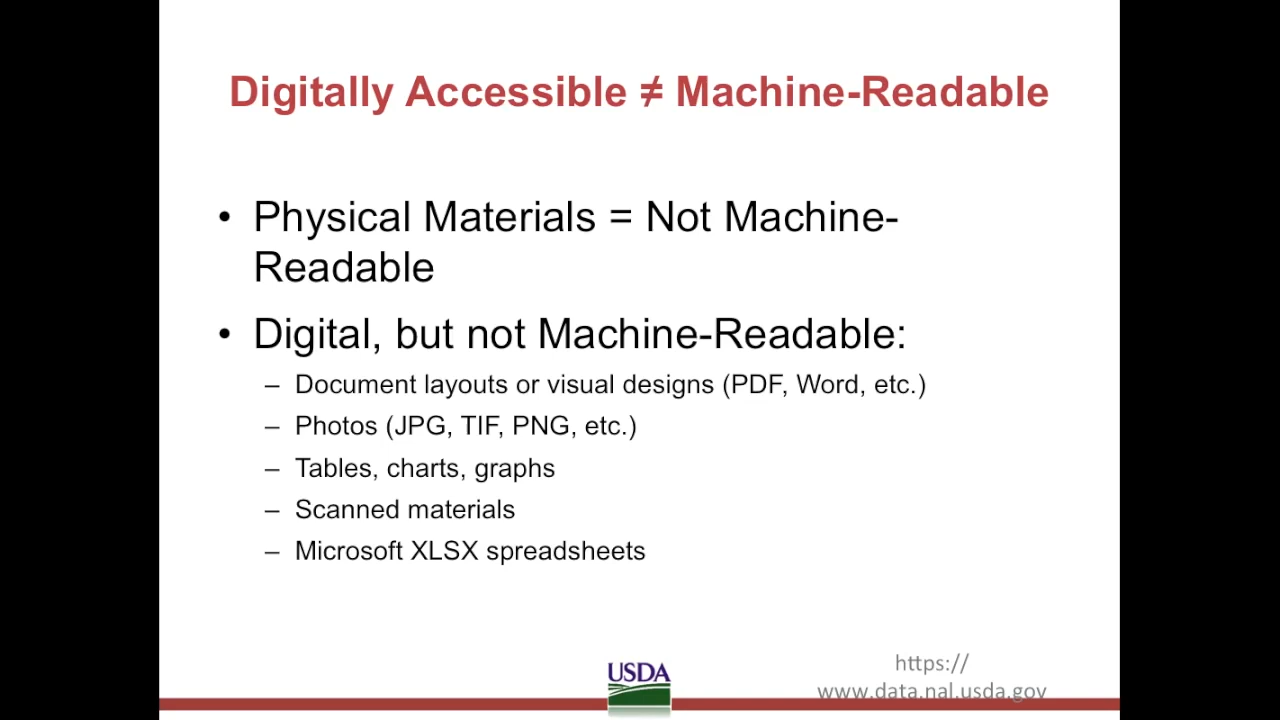 Digitally Accessible ≠ Machine-Readable
• Physical Materials = Not Machine-
Readable
• Digital, but not Machine-Readable:
– Document layouts or visual designs (PDF, Word, etc.)
– Photos (JPG, TIF, PNG, etc.)
– Tables, charts, graphs
– Scanned materials
– Microsoft XLSX spreadsheets
USDA
https://
www.data.nal.usda.gov